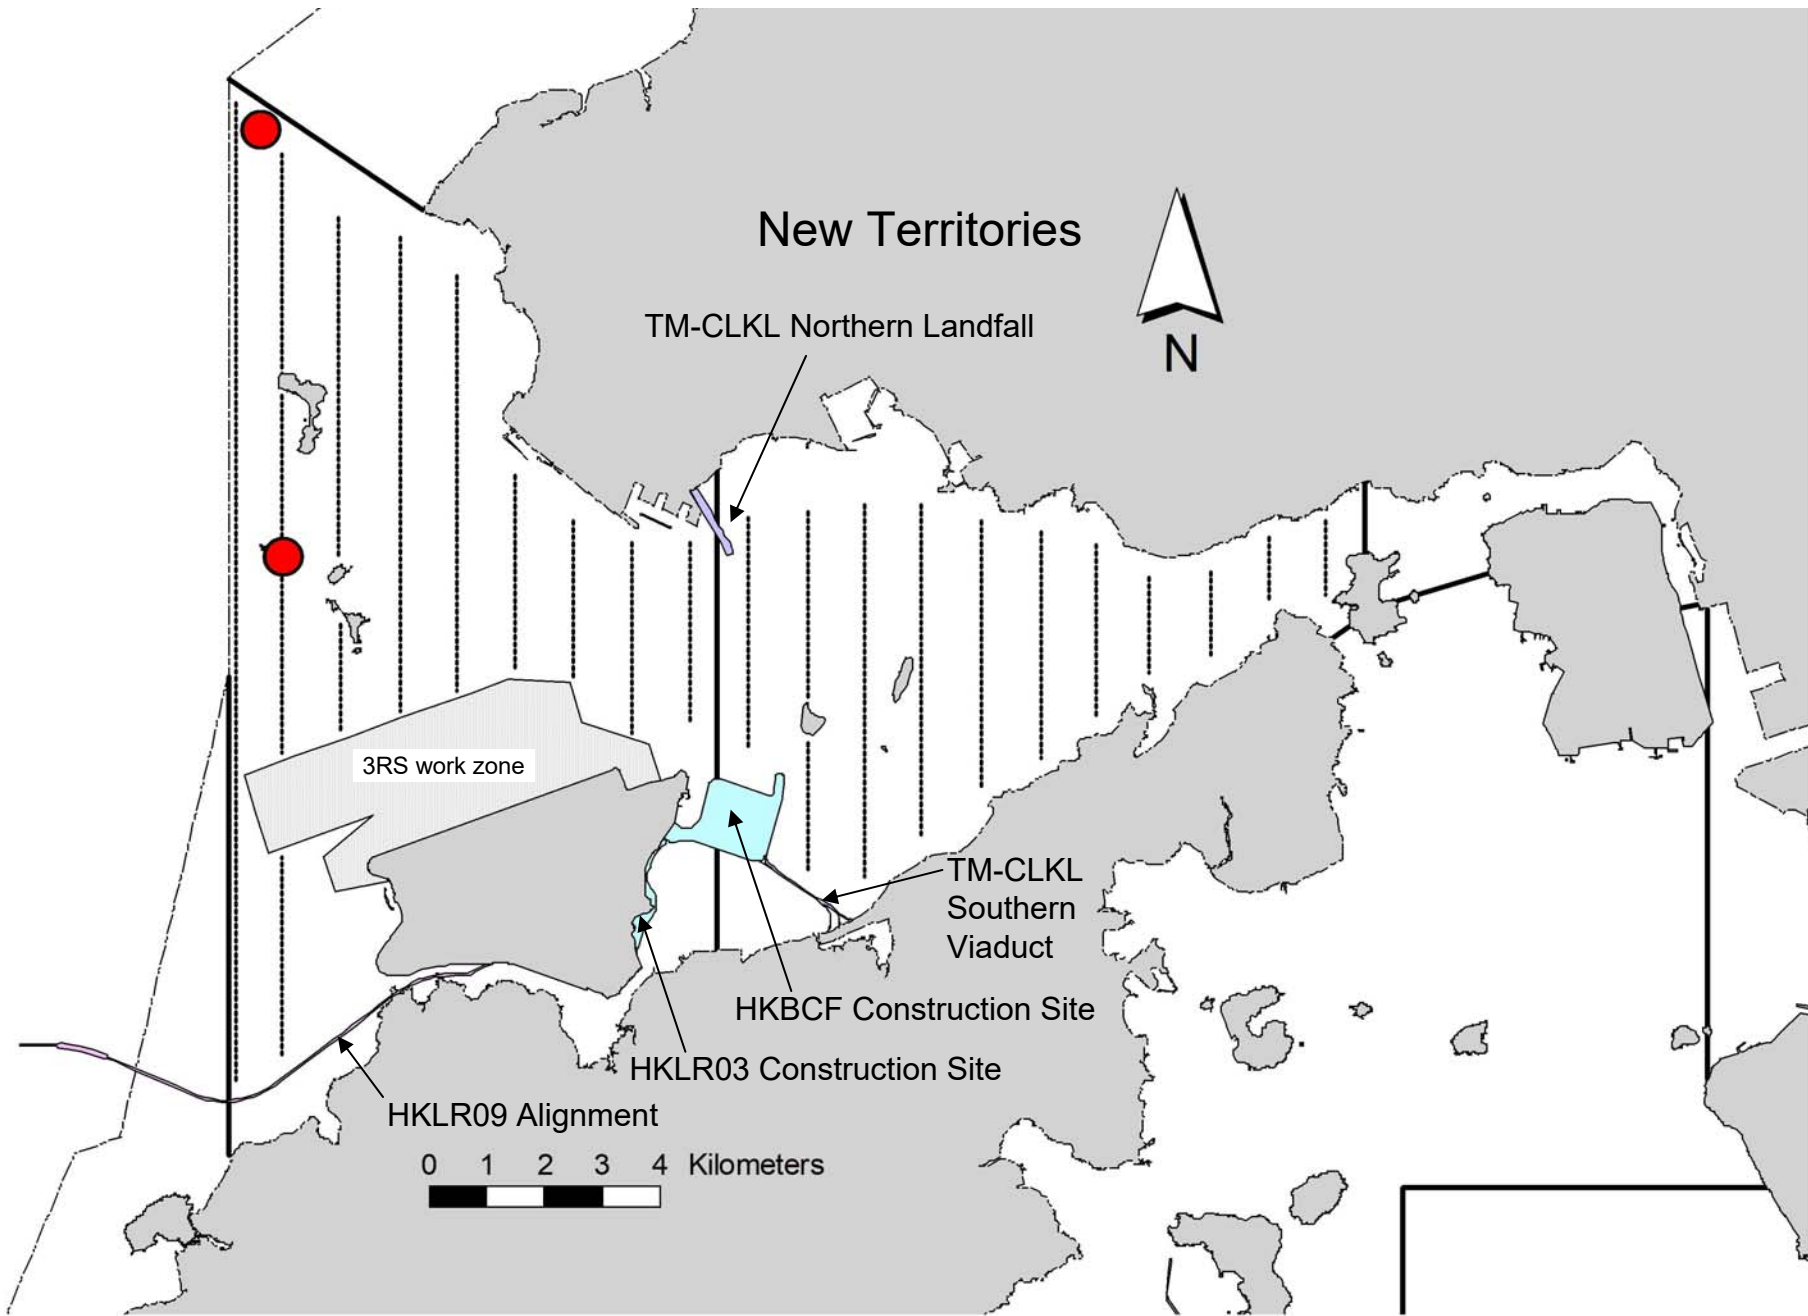 New Territories
TM-CLKL Northern Landfall
N
3RS work zone
TM-CLKL
Southern
Viaduct
HKBCF Construction Site
HKLR03 Construction Site
HKLR09 Alignment
0 1 2 3 4 Kilometers